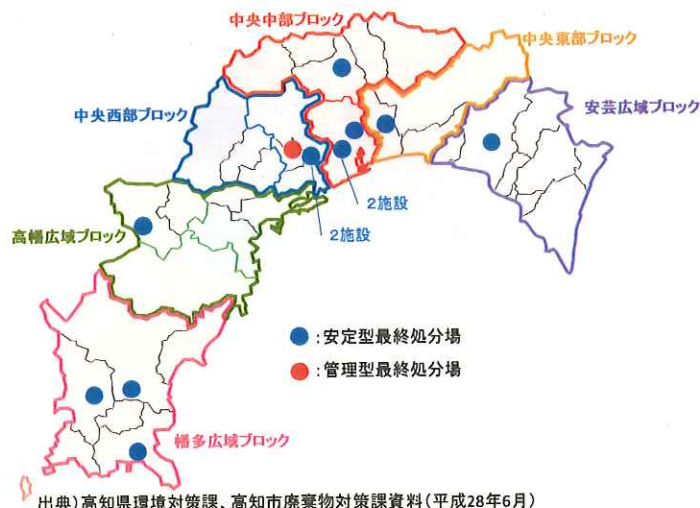 中央中部ブロック
中央東部ブロック
中央西部ブロック
安芸広域ブロック
2施設
2施設
高幡広域ブロック
●:安定型最終処分場
●:管理型最終処分場
幡多広域ブロック
出典)高知県環境対策課、高知市廃棄物対策課資料(平成28年6月)